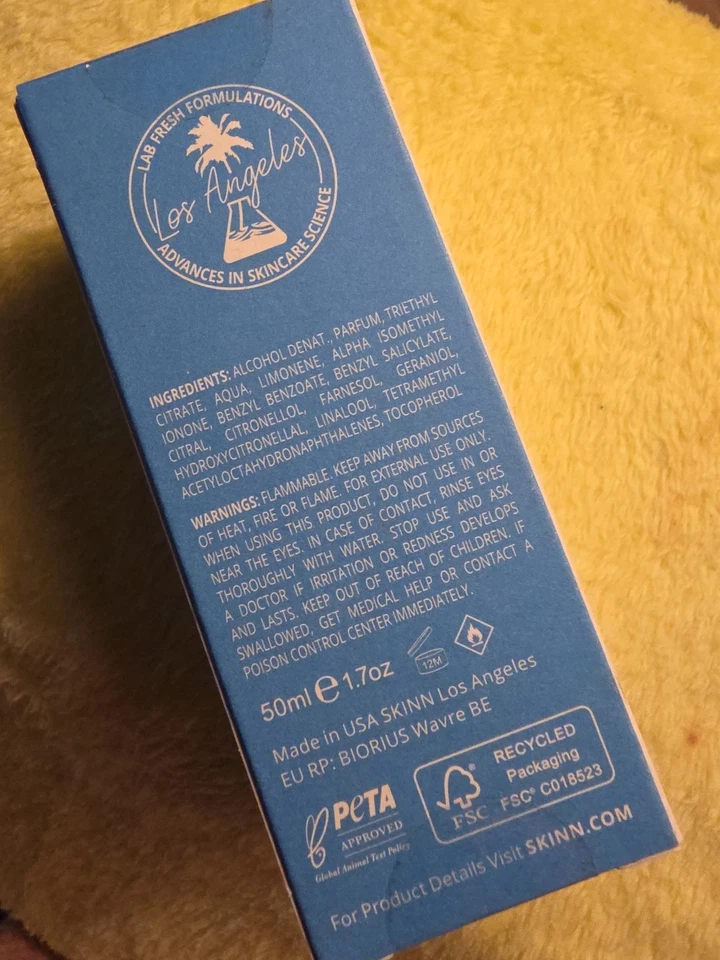 LAB FRESH FORMULATIONS
Los Angeles
ADVANCES IN SKINCARE SCIENCE
INGREDIENTS: ALCOHOL DENAT., PARFUM, TRIETHYL
CITRATE, AQUA, LIMONENE, ALPHA ISOMETHYL
IONONE, BENZYL BENZOATE, BENZYL SALICYLATE,
CITRAL, CITRONELLOL, FARNESOL, GERANIOL,
HYDROXYCITRONELLAL, LINALOOL, TETRAMETHYL
ACETYLOCTAHYDRONAPHTHALENES, TOCOPHEROL
WARNINGS: FLAMMABLE. KEEP AWAY FROM SOURCES
OF HEAT, FIRE OR FLAME. FOR EXTERNAL USE ONLY.
WHEN USING THIS PRODUCT, DO NOT USE IN OR
NEAR THE EYES. IN CASE OF CONTACT, RINSE EYES
THOROUGHLY WITH WATER. STOP USE AND ASK
A DOCTOR IF IRRITATION OR REDNESS DEVELOPS
AND LASTS. KEEP OUT OF REACH OF CHILDREN. IF
SWALLOWED, GET MEDICAL HELP OR CONTACT A
POISON CONTROL CENTER IMMEDIATELY.
50ml e 1.7oz
12M
Made in USA SKINN Los Angeles
EU RP: BIORIUS Wavre BE
PETA
APPROVED
Global Animal Test Policy
FSC
RECYCLED
Packaging
FSC® C018523
For Product Details Visit SKINN.COM